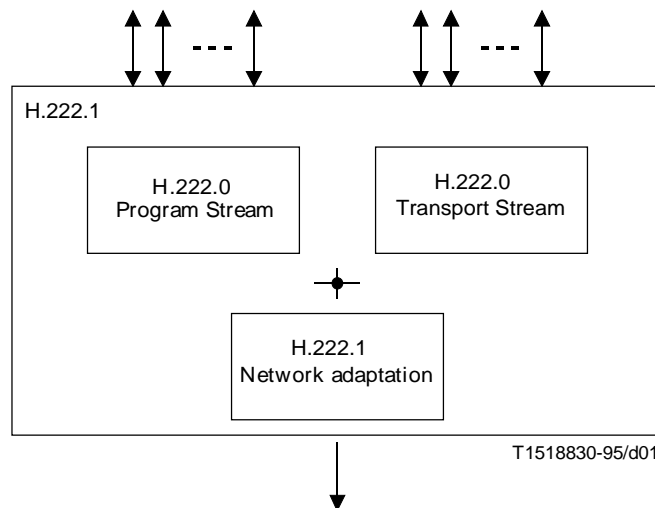 H.222.1
H.222.0
Program Stream
H.222.0
Transport Stream
H.222.1
Network adaptation
T1518830-95/d01